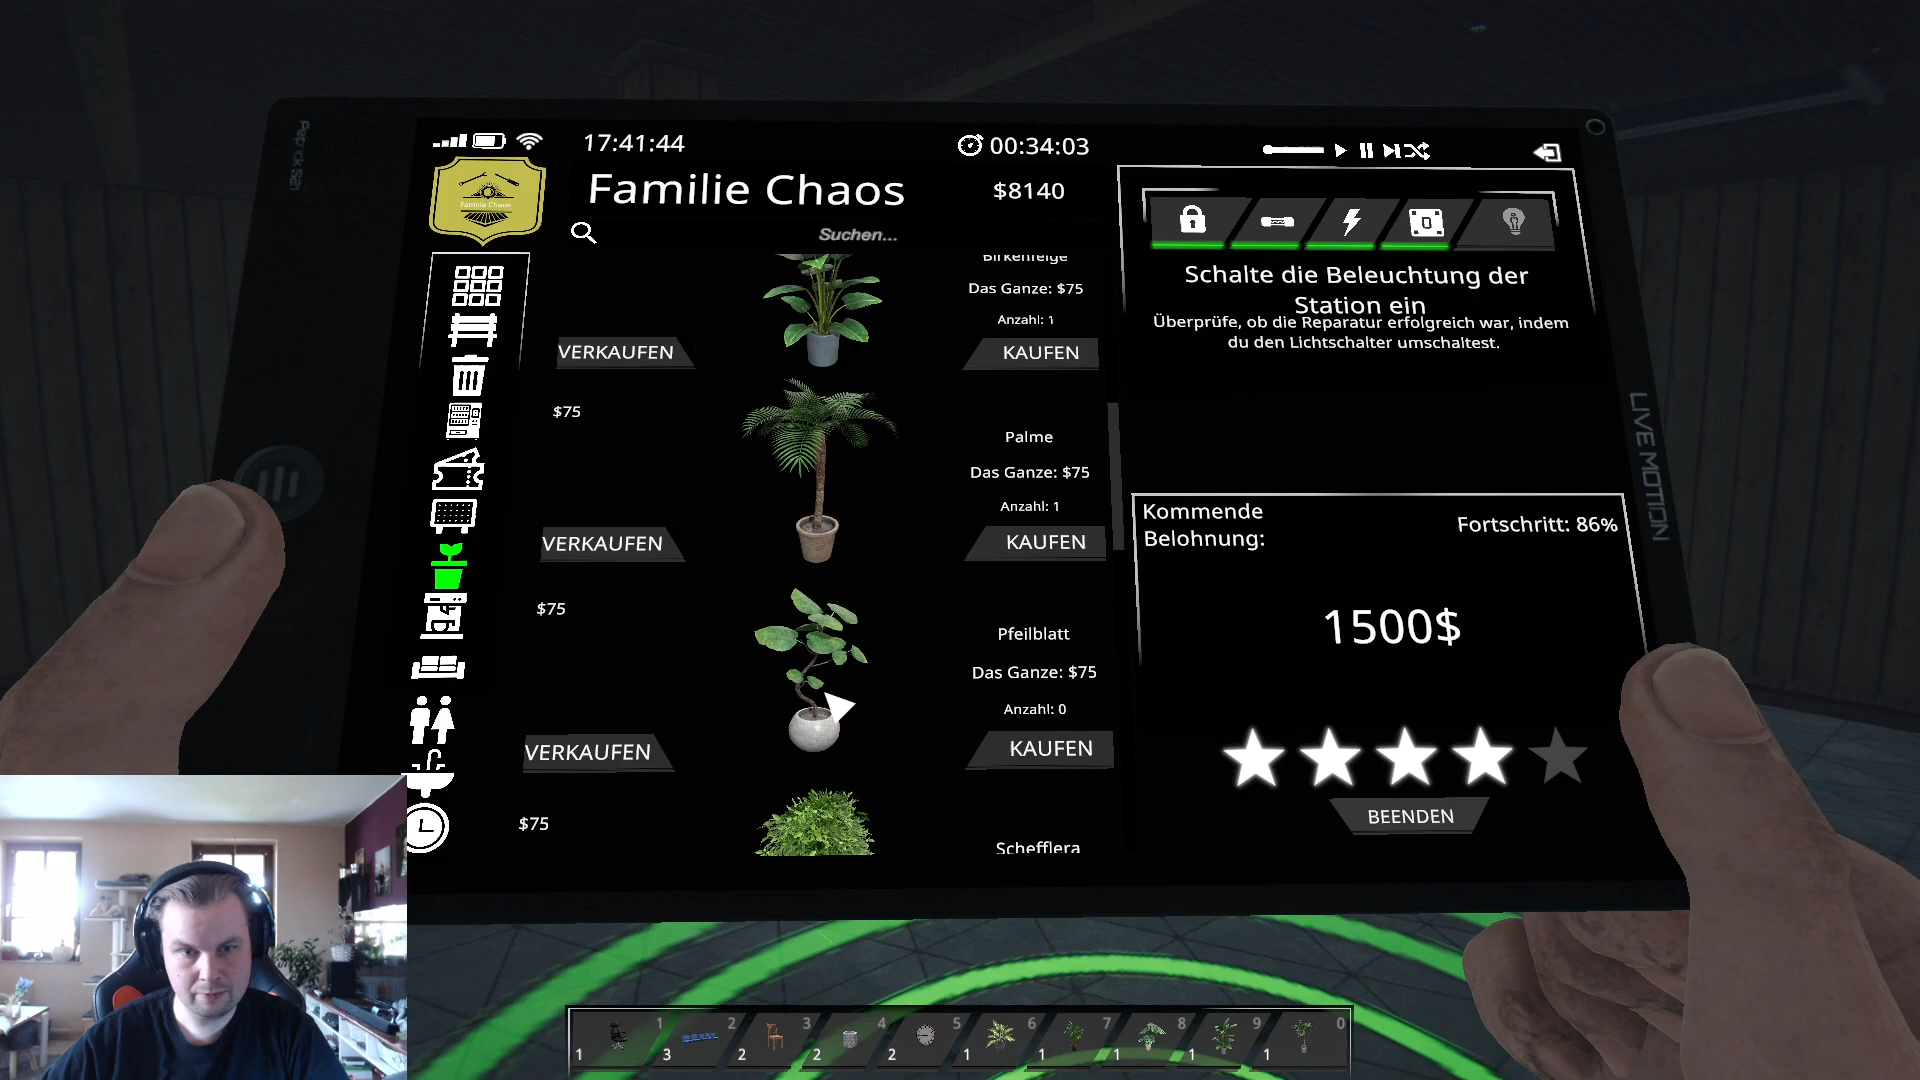 17:41:44
00:34:03
Familie Chaos
$8140
Familie Chaos
Suchen...
Birkenfeige
Das Ganze: $75
Anzahl: 1
VERKAUFEN
KAUFEN
$75
Palme
Das Ganze: $75
Anzahl: 1
VERKAUFEN
KAUFEN
$75
Pfeilblatt
Das Ganze: $75
Anzahl: 0
VERKAUFEN
KAUFEN
$75
Schefflera
Schalte die Beleuchtung der
Station ein
Überprüfe, ob die Reparatur erfolgreich war, indem
du den Lichtschalter umschaltest.
Kommende
Belohnung:
Fortschritt: 86%
1500$
BEENDEN
LIVE MOTION
1 2 3 4 5 6 7 8 9 0
1 3 2 2 2 1 1 1 1 1